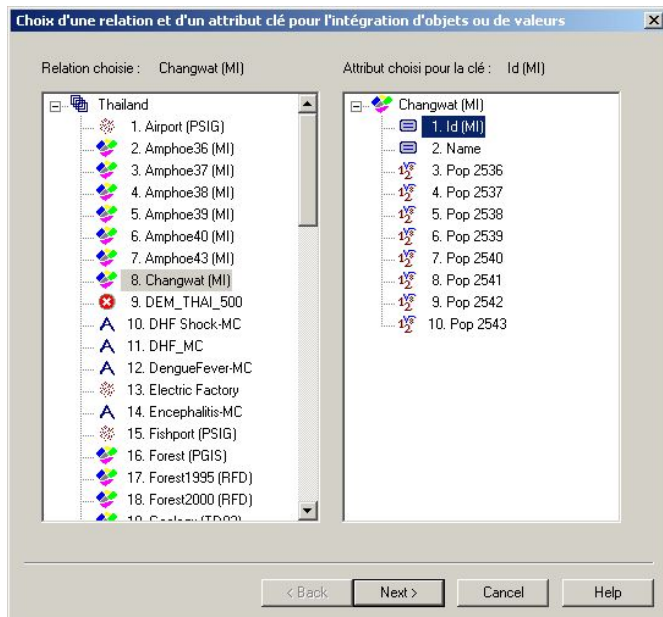 Choix d'une relation et d'un attribut clé pour l'intégration d'objets ou de valeurs
Relation choisie : Changwat (MI)
Attribut choisi pour la clé : Id (MI)
Thailand
1. Airport (PSIG)
2. Amphoe36 (MI)
3. Amphoe37 (MI)
4. Amphoe38 (MI)
5. Amphoe39 (MI)
6. Amphoe40 (MI)
7. Amphoe43 (MI)
8. Changwat (MI)
9. DEM_THAI_500
10. DHF Shock-MC
11. DHF_MC
12. DengueFever-MC
13. Electric Factory
14. Encephalitis-MC
15. Fishport (PSIG)
16. Forest (PGIS)
17. Forest1995 (RFD)
18. Forest2000 (RFD)
Changwat (MI)
1. Id (MI)
2. Name
3. Pop 2536
4. Pop 2537
5. Pop 2538
6. Pop 2539
7. Pop 2540
8. Pop 2541
9. Pop 2542
10. Pop 2543
< Back
Next >
Cancel
Help